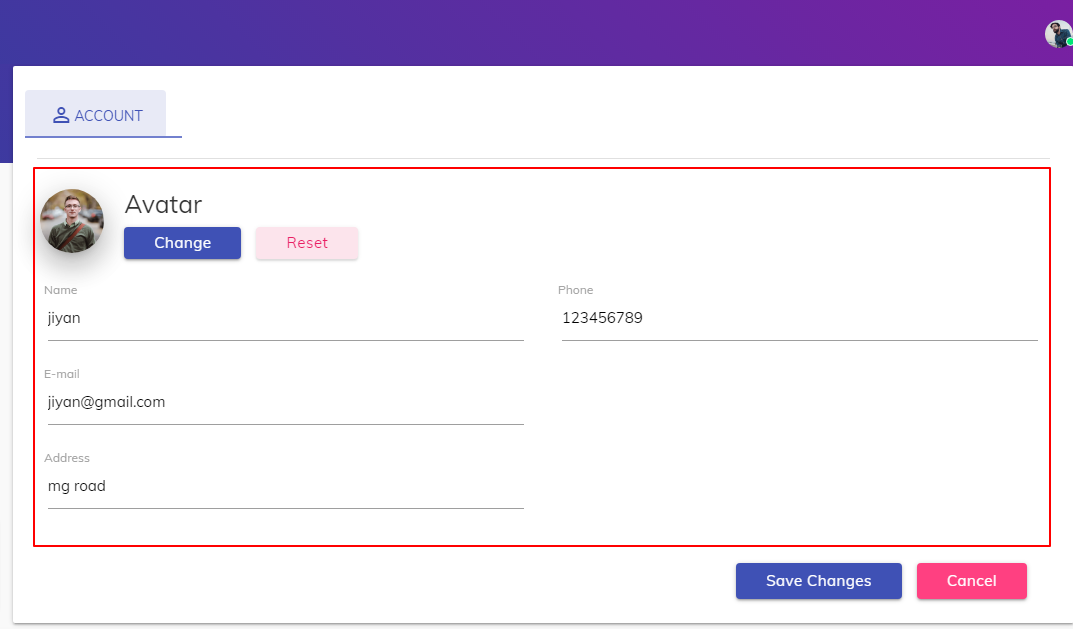 ACCOUNT
Avatar
Change Reset
Name Phone
jiyan 123456789
E-mail
jiyan@gmail.com
Address
mg road
Save Changes Cancel